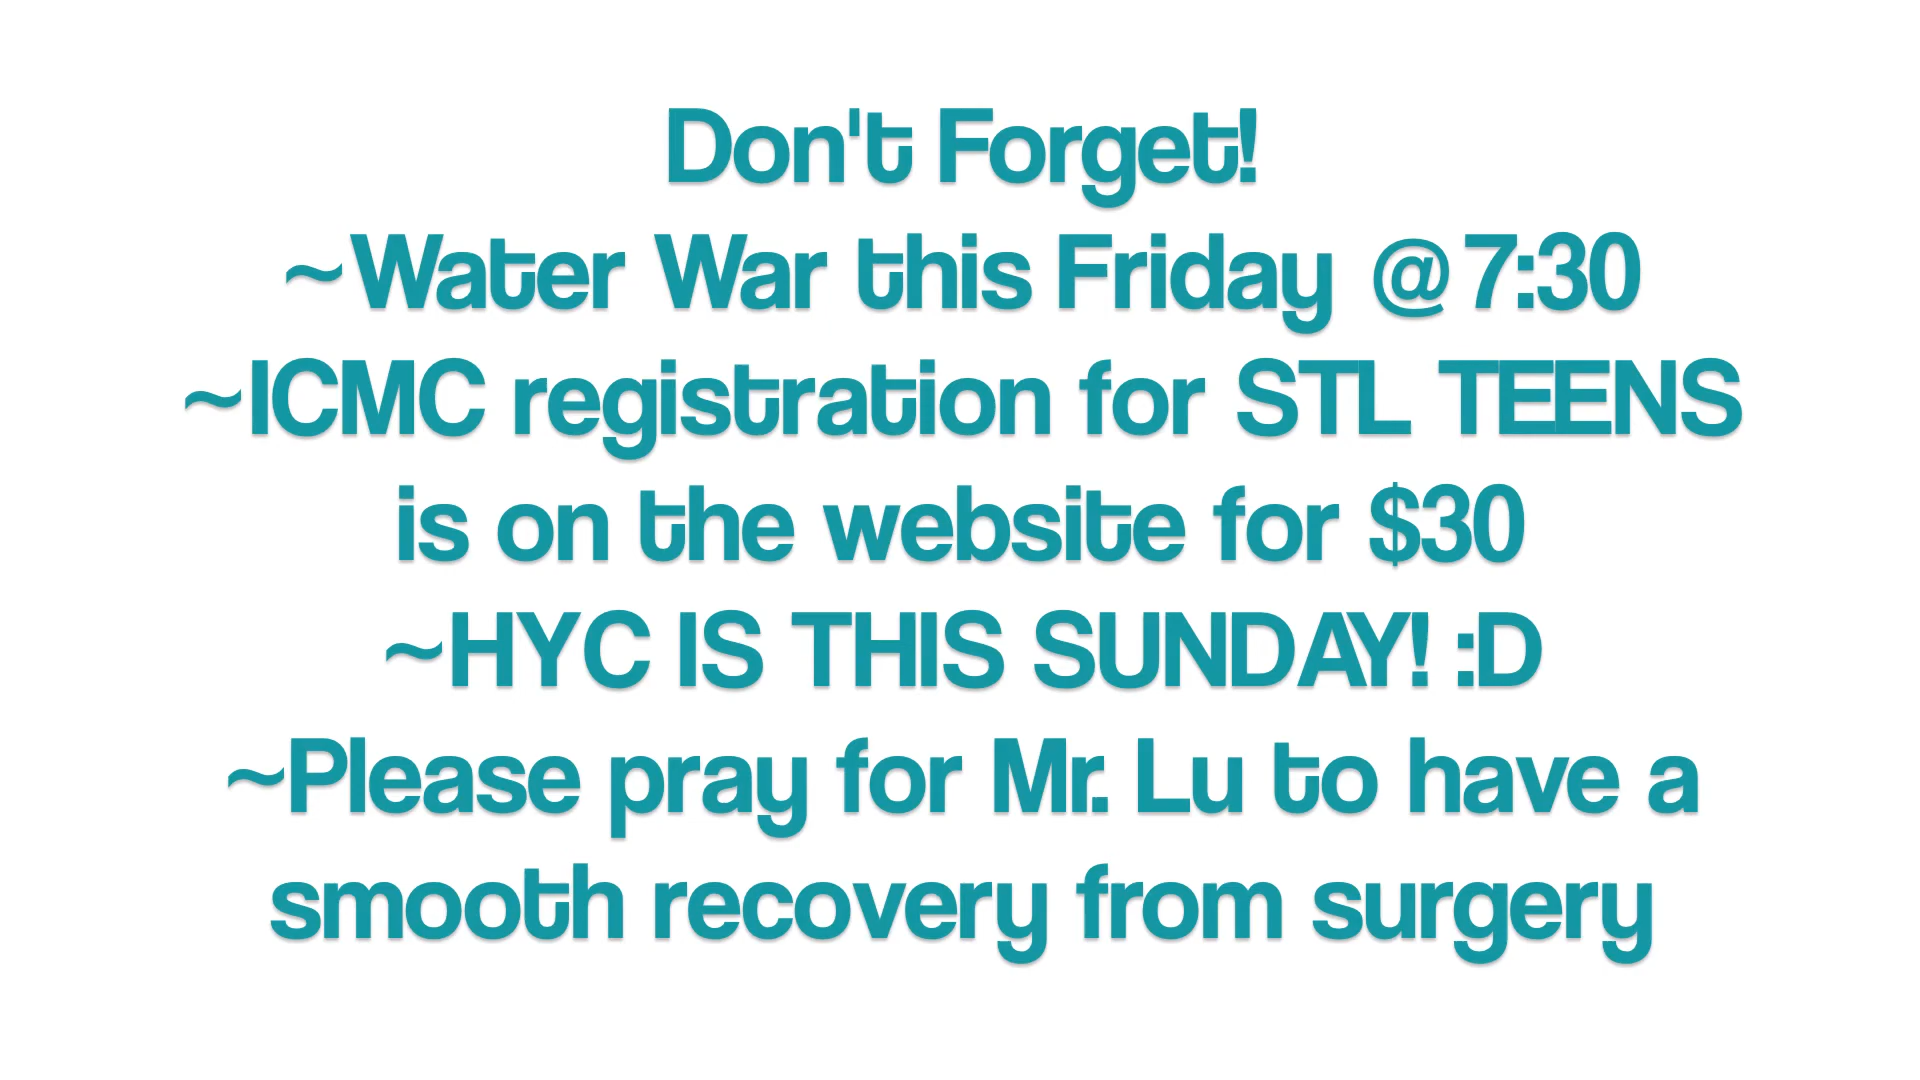 Don't Forget!
~Water War this Friday @ 7:30
~ICMC registration for STL TEENS
is on the website for $30
~HYC IS THIS SUNDAY! :D
~Please pray for Mr. Lu to have a
smooth recovery from surgery